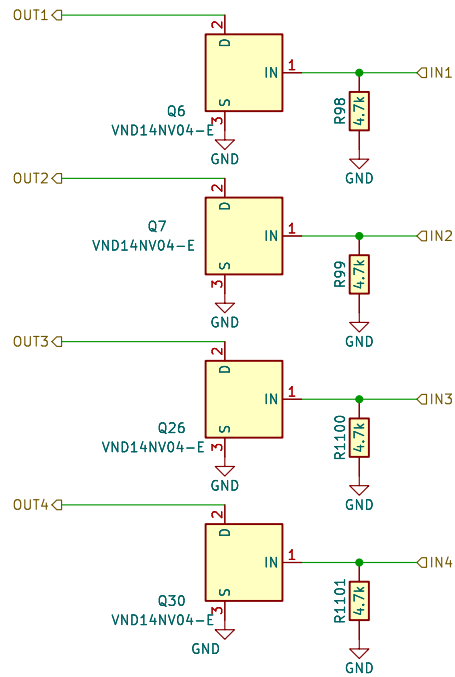 OUT1
2
D
IN
1
IN1
R98
4.7k
Q6
VND14NV04-E
S
3
GND
GND
OUT2
2
D
Q7
VND14NV04-E
IN
1
IN2
R99
4.7k
S
3
GND
GND
OUT3
2
D
IN
1
IN3
R1100
4.7k
Q26
VND14NV04-E
S
3
GND
GND
OUT4
2
D
IN
1
IN4
R1101
4.7k
Q30
VND14NV04-E
S
3
GND
GND